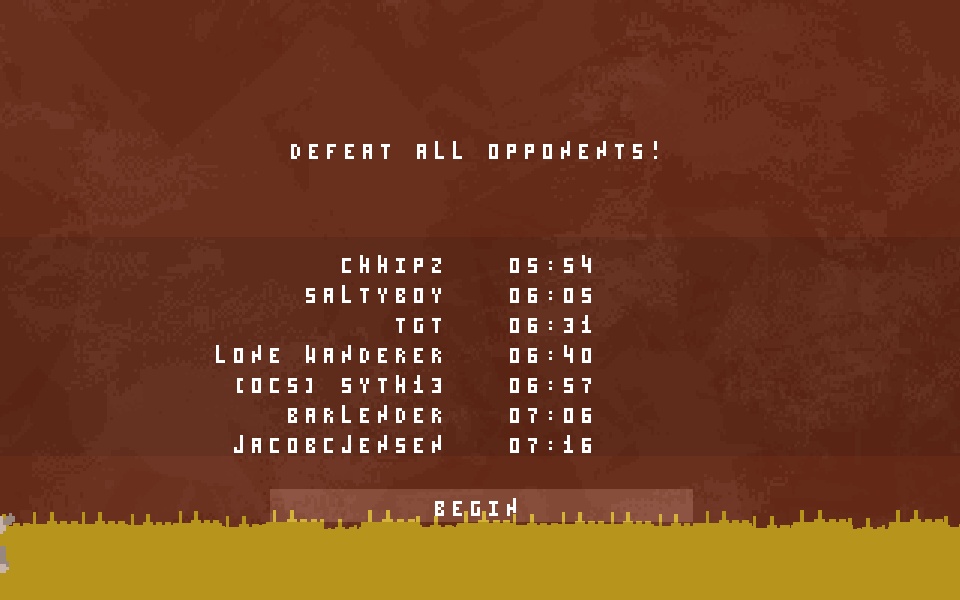 DEFEAT ALL OPPONENTS!
CHHIPZ 05:54
SALTYBOY 06:05
TGT 06:31
LONE WANDERER 06:40
[OCS] SYTH13 06:57
BARLENDER 07:06
JACOBCJENSEN 07:16
BEGIN